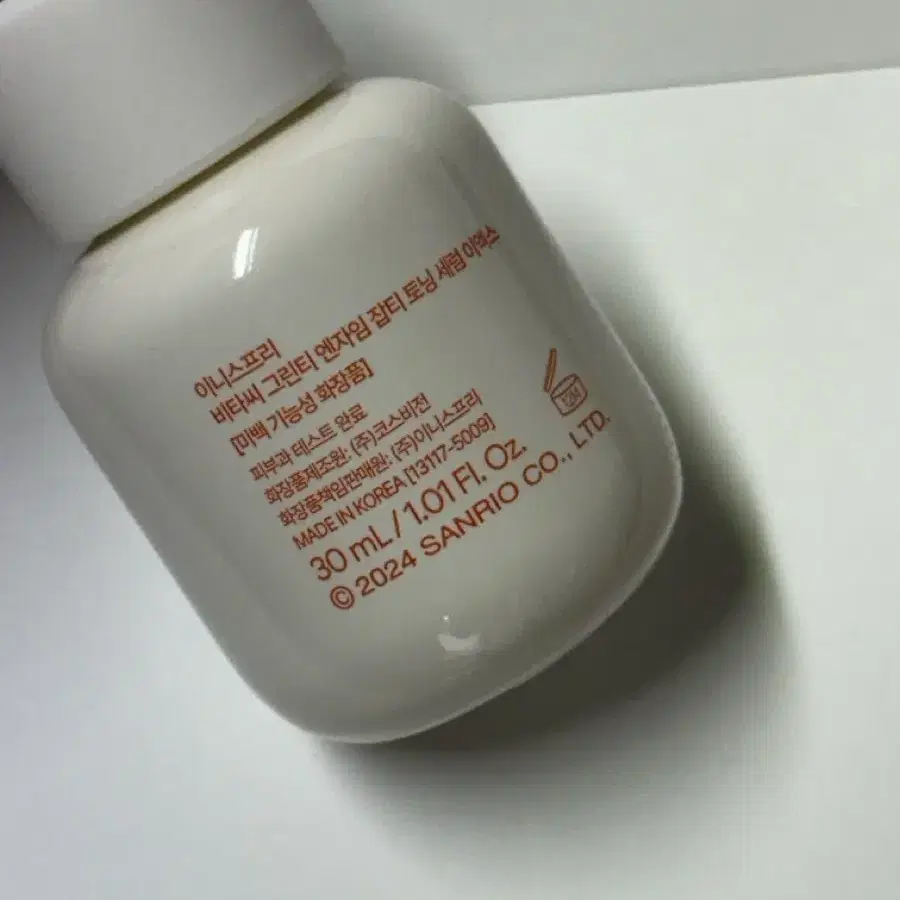 이니스프리
비타씨 그린티 엔자임 잡티 토닝 세럼 이엑스
[미백 기능성 화장품]
피부과 테스트 완료
화장품제조원: (주)코스비전
화장품책임판매원: (주)이니스프리
MADE IN KOREA [13117-5009]
30 mL / 1.01 Fl. Oz.
© 2024 SANRIO CO., LTD.
12M